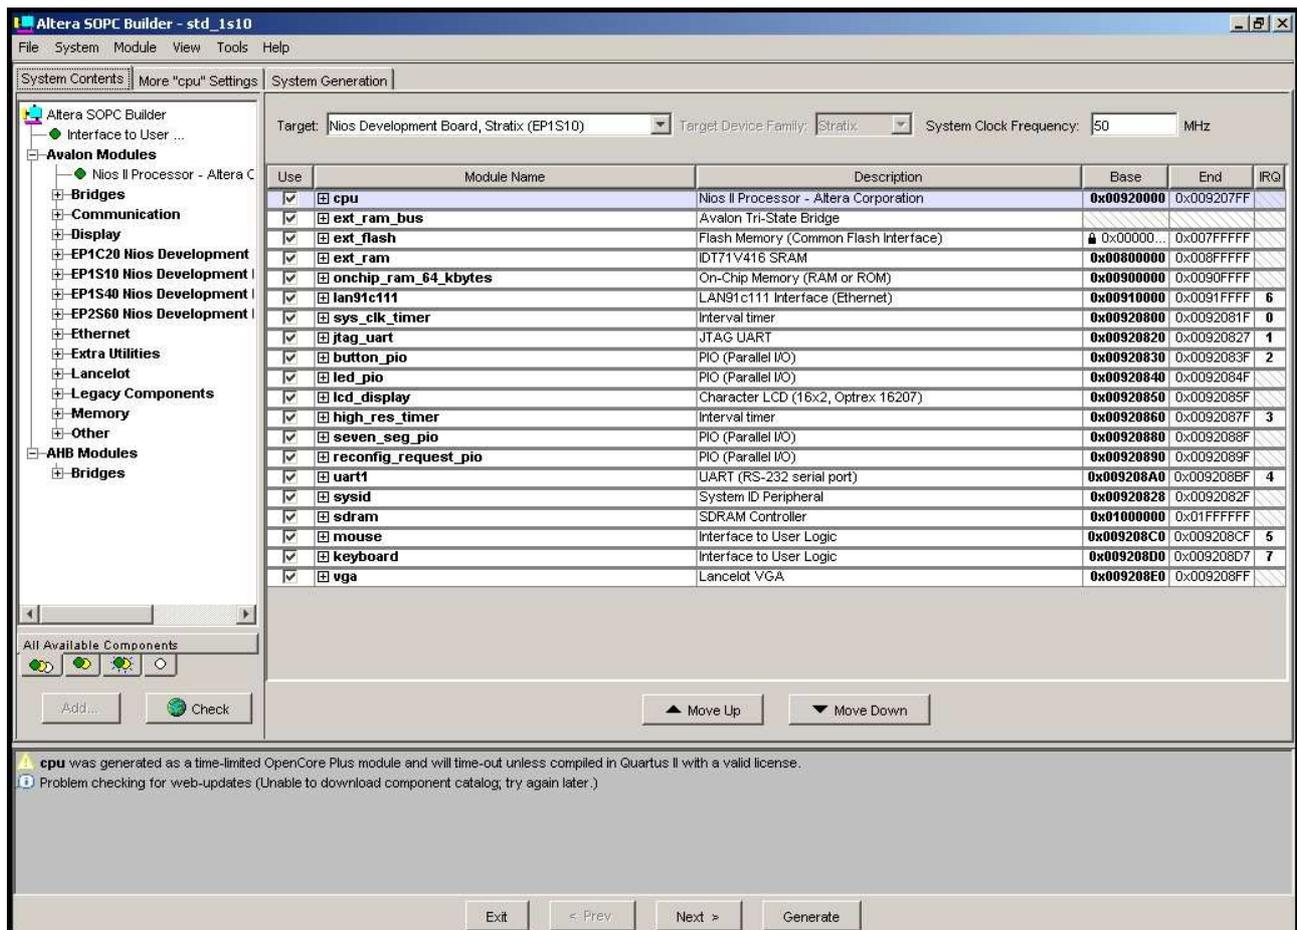 Altera SOPC Builder - std_1s10
File System Module View Tools Help
System Contents More "cpu" Settings System Generation
Altera SOPC Builder
Interface to User ...
Avalon Modules
Nios II Processor - Altera C
Bridges
Communication
Display
EP1C20 Nios Development
EP1S10 Nios Development
EP1S40 Nios Development
EP2S60 Nios Development
Ethernet
Extra Utilities
Lancelot
Legacy Components
Memory
Other
AHB Modules
Bridges
All Available Components
Add... Check
Target: Nios Development Board, Stratix (EP1S10) Target Device Family: Stratix System Clock Frequency: 50 MHz
Use Module Name Description Base End IRQ
cpu Nios II Processor - Altera Corporation 0x00920000 0x009207FF
ext_ram_bus Avalon Tri-State Bridge
ext_flash Flash Memory (Common Flash Interface) 0x00000... 0x007FFFFF
ext_ram IDT71V416 SRAM 0x00800000 0x008FFFFF
onchip_ram_64_kbytes On-Chip Memory (RAM or ROM) 0x00900000 0x0090FFFF
lan91c111 LAN91c111 Interface (Ethernet) 0x00910000 0x0091FFFF 6
sys_clk_timer Interval timer 0x00920800 0x0092081F 0
jtag_uart JTAG UART 0x00920820 0x00920827 1
button_pio PIO (Parallel I/O) 0x00920830 0x0092083F 2
led_pio PIO (Parallel I/O) 0x00920840 0x0092084F
lcd_display Character LCD (16x2, Optrex 16207) 0x00920850 0x0092085F
high_res_timer Interval timer 0x00920860 0x0092087F 3
seven_seg_pio PIO (Parallel I/O) 0x00920880 0x0092088F
reconfig_request_pio PIO (Parallel I/O) 0x00920890 0x0092089F
uart1 UART (RS-232 serial port) 0x009208A0 0x009208BF 4
sysid System ID Peripheral 0x00920828 0x0092082F
sdram SDRAM Controller 0x01000000 0x01FFFFFF
mouse Interface to User Logic 0x009208C0 0x009208CF 5
keyboard Interface to User Logic 0x009208D0 0x009208D7 7
vga Lancelot VGA 0x009208E0 0x009208FF
Move Up Move Down
cpu was generated as a time-limited OpenCore Plus module and will time-out unless compiled in Quartus II with a valid license.
Problem checking for web-updates (Unable to download component catalog; try again later.)
Exit < Prev Next > Generate